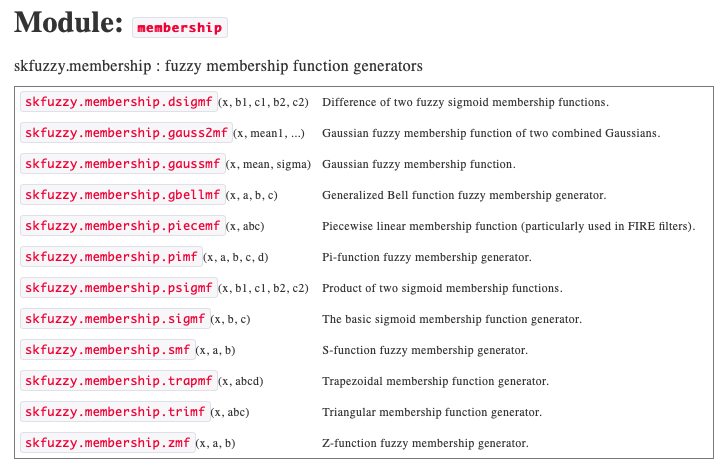 Module: membership
skfuzzy.membership : fuzzy membership function generators
skfuzzy.membership.dsigmf(x, b1, c1, b2, c2) Difference of two fuzzy sigmoid membership functions.
skfuzzy.membership.gauss2mf(x, mean1, ...) Gaussian fuzzy membership function of two combined Gaussians.
skfuzzy.membership.gaussmf(x, mean, sigma) Gaussian fuzzy membership function.
skfuzzy.membership.gbellmf(x, a, b, c) Generalized Bell function fuzzy membership generator.
skfuzzy.membership.piecemf(x, abc) Piecewise linear membership function (particularly used in FIRE filters).
skfuzzy.membership.pimf(x, a, b, c, d) Pi-function fuzzy membership generator.
skfuzzy.membership.psigmf(x, b1, c1, b2, c2) Product of two sigmoid membership functions.
skfuzzy.membership.sigmf(x, b, c) The basic sigmoid membership function generator.
skfuzzy.membership.smf(x, a, b) S-function fuzzy membership generator.
skfuzzy.membership.trapmf(x, abcd) Trapezoidal membership function generator.
skfuzzy.membership.trimf(x, abc) Triangular membership function generator.
skfuzzy.membership.zmf(x, a, b) Z-function fuzzy membership generator.